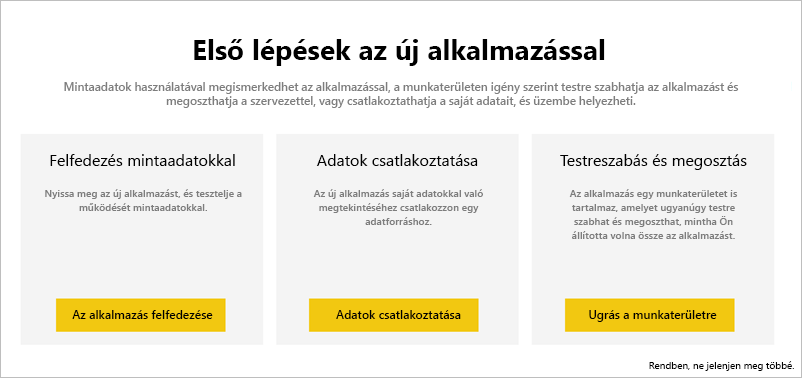 Első lépések az új alkalmazással
Mintaadatok használatával megismerkedhet az alkalmazással, a munkaterületen igény szerint testre szabhatja az alkalmazást és
megoszthatja a szervezettel, vagy csatlakoztathatja a saját adatait, és üzembe helyezheti.
Felfedezés mintaadatokkal
Nyissa meg az új alkalmazást, és tesztelje a
működését mintaadatokkal.
Az alkalmazás felfedezése
Adatok csatlakoztatása
Az új alkalmazás saját adatokkal való
megtekintéséhez csatlakozzon egy
adatforráshoz.
Adatok csatlakoztatása
Testreszabás és megosztás
Az alkalmazás egy munkaterületet is
tartalmaz, amelyet ugyanúgy testre
szabhat és megoszthat, mintha Ön
állította volna össze az alkalmazást.
Ugrás a munkaterületre
Rendben, ne jelenjen meg többé.